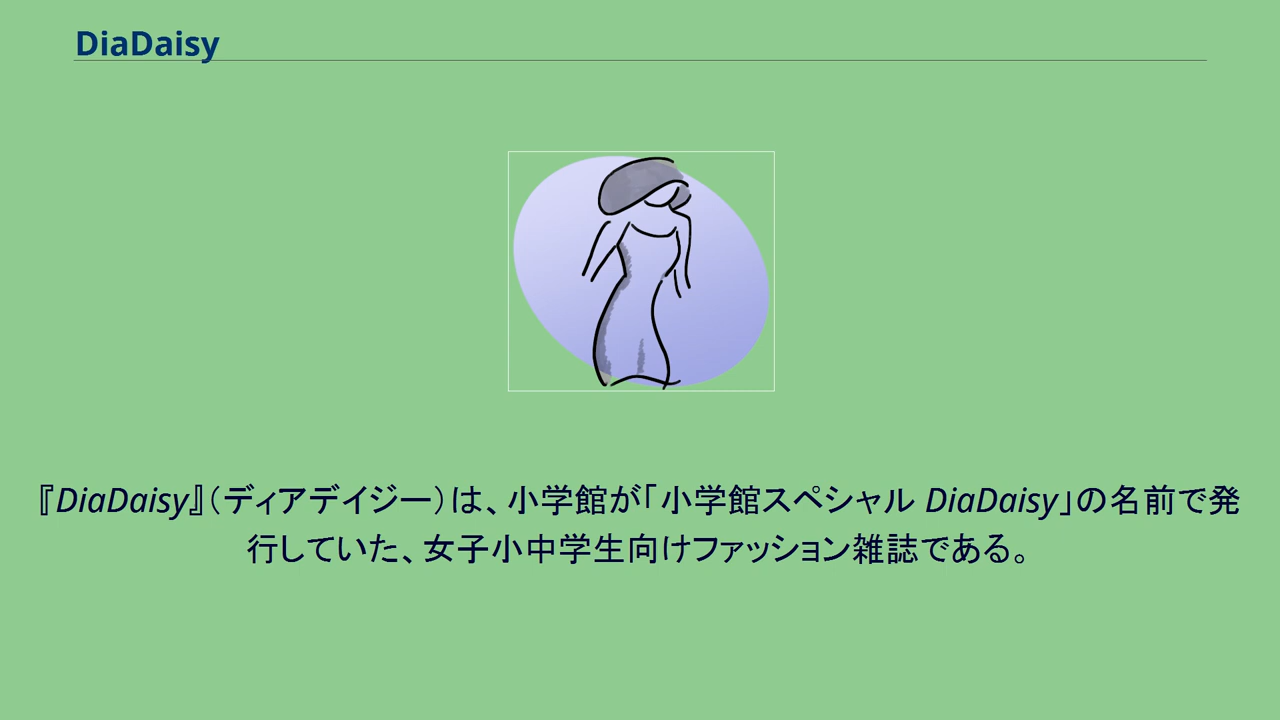 DiaDaisy
『DiaDaisy』（ディアデイジー）は、小学館が「小学館スペシャル DiaDaisy」の名前で発
行していた、女子小中学生向けファッション雑誌である。